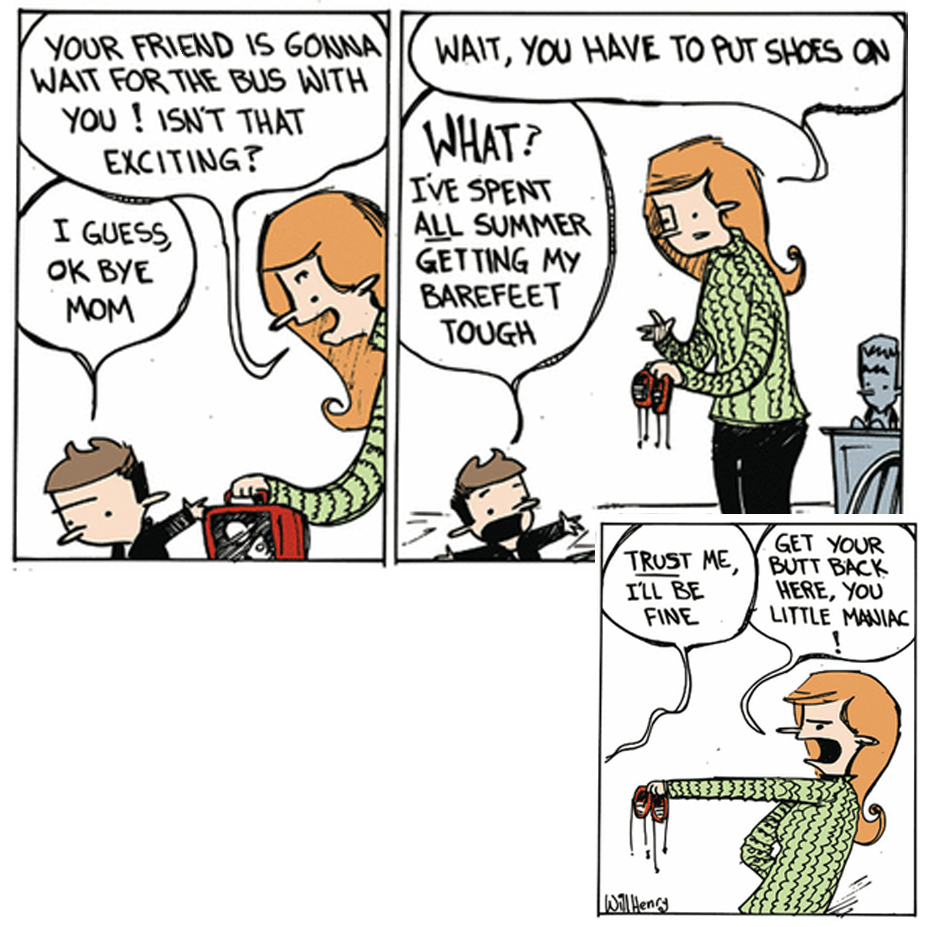 YOUR FRIEND IS GONNA
WAIT FOR THE BUS WITH
YOU! ISN'T THAT
EXCITING?
I GUESS,
OK BYE
MOM
WAIT, YOU HAVE TO PUT SHOES ON
WHAT?
I'VE SPENT
ALL SUMMER
GETTING MY
BAREFEET
TOUGH
TRUST ME,
I'LL BE
FINE
GET YOUR
BUTT BACK
HERE, YOU
LITTLE MANIAC
!
Will Henry